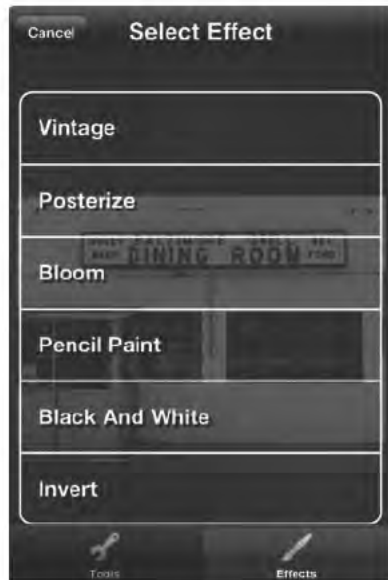 Cancel
Select Effect
Vintage
Posterize
DINING ROOM
Bloom
Pencil Paint
Black And White
Invert
Tools
Effects